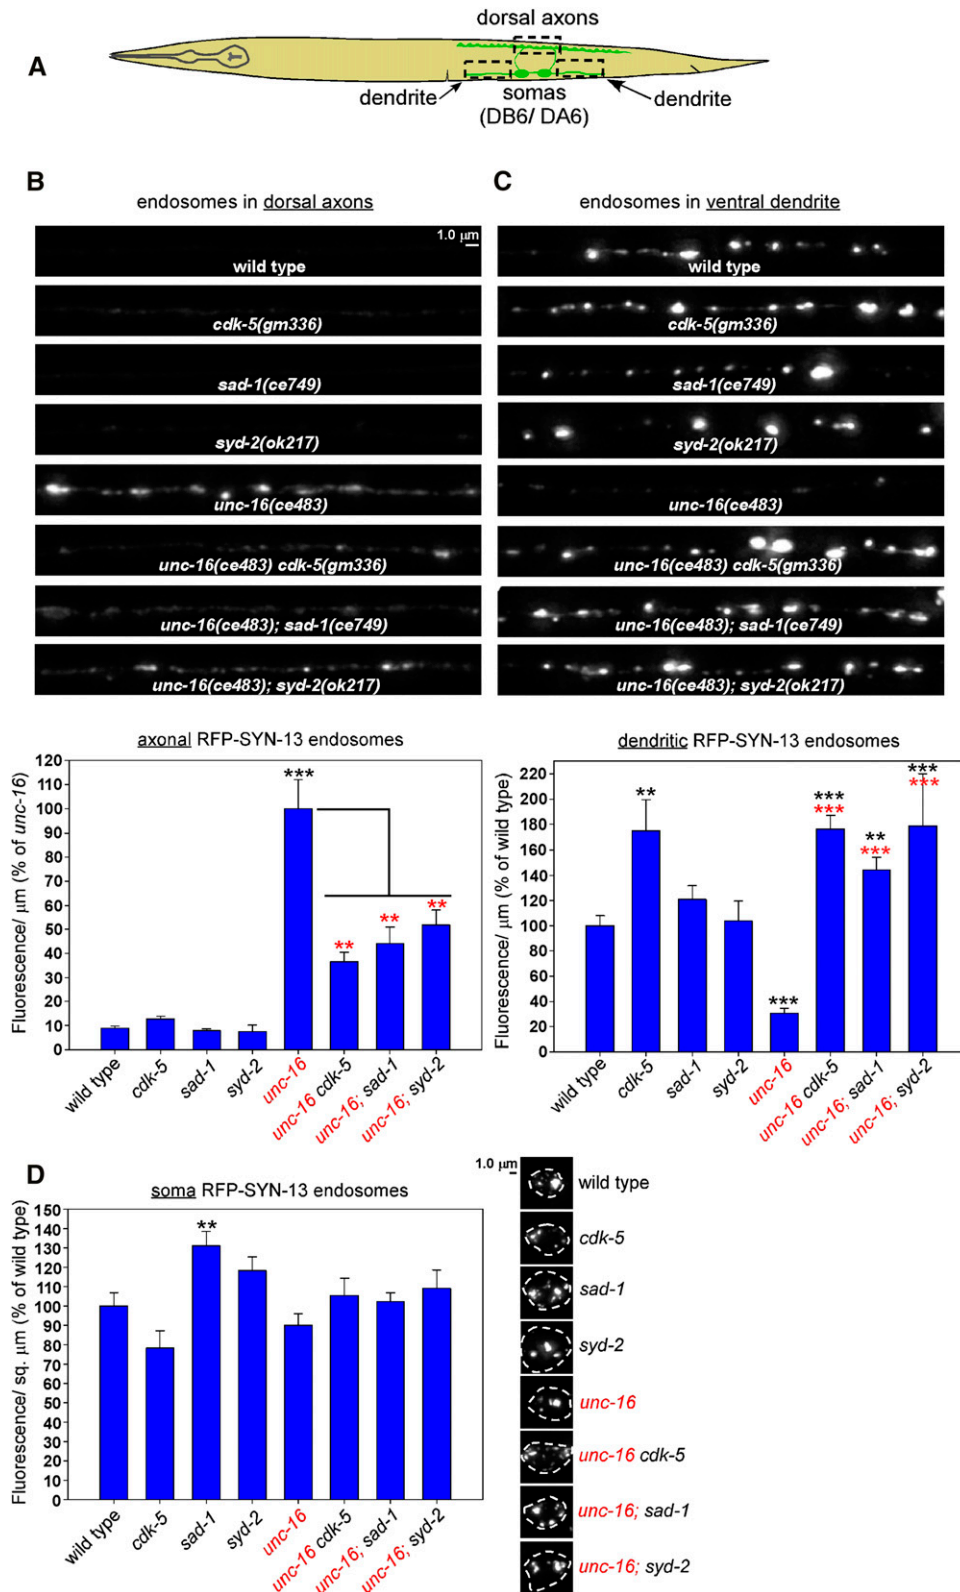 A
dorsal axons
dendrite
somas
(DB6/ DA6)
dendrite
B
endosomes in dorsal axons
1.0 µm
wild type
cdk-5(gm336)
sad-1(ce749)
syd-2(ok217)
unc-16(ce483)
unc-16(ce483) cdk-5(gm336)
unc-16(ce483); sad-1(ce749)
unc-16(ce483); syd-2(ok217)
axonal RFP-SYN-13 endosomes
Fluorescence/ µm (% of unc-16)
120
110
100
90
80
70
60
50
40
30
20
10
0
***
**
**
**
wild type
cdk-5
sad-1
syd-2
unc-16
unc-16 cdk-5
unc-16; sad-1
unc-16; syd-2
C
endosomes in ventral dendrite
wild type
cdk-5(gm336)
sad-1(ce749)
syd-2(ok217)
unc-16(ce483)
unc-16(ce483) cdk-5(gm336)
unc-16(ce483); sad-1(ce749)
unc-16(ce483); syd-2(ok217)
dendritic RFP-SYN-13 endosomes
Fluorescence/ µm (% of wild type)
220
200
180
160
140
120
100
80
60
40
20
0
**
***
***
***
**
***
***
***
wild type
cdk-5
sad-1
syd-2
unc-16
unc-16 cdk-5
unc-16; sad-1
unc-16; syd-2
D
soma RFP-SYN-13 endosomes
Fluorescence/ sq. µm (% of wild type)
150
140
130
120
110
100
90
80
70
60
50
40
30
20
10
0
**
wild type
cdk-5
sad-1
syd-2
unc-16
unc-16 cdk-5
unc-16; sad-1
unc-16; syd-2
1.0 µm
wild type
cdk-5
sad-1
syd-2
unc-16
unc-16 cdk-5
unc-16; sad-1
unc-16; syd-2